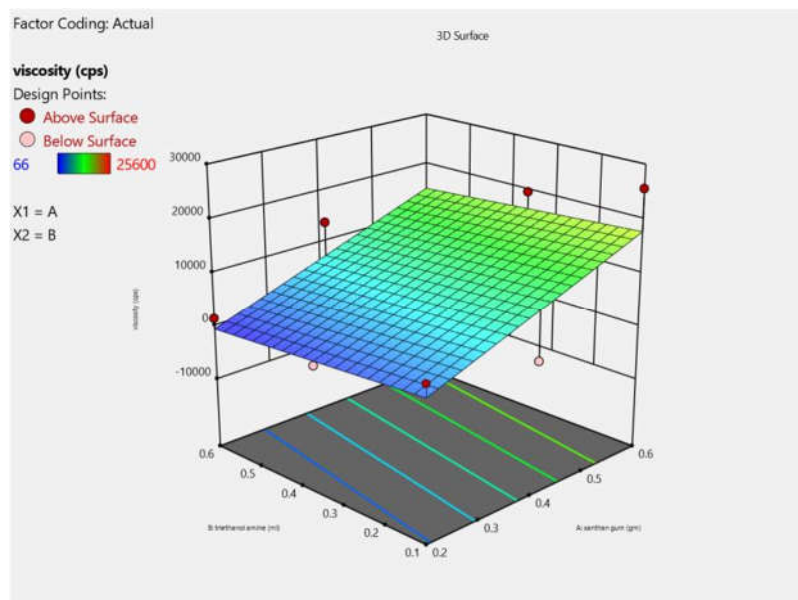 Factor Coding: Actual
3D Surface
viscosity (cps)
Design Points:
Above Surface
Below Surface
66 25600
X1 = A
X2 = B
30000
20000
10000
0
-10000
viscosity (cps)
0.6
0.5
0.4
0.3
0.2
0.1
0.2
0.3
0.4
0.5
0.6
B: triethanol amine (ml)
A: xanthan gum (gm)